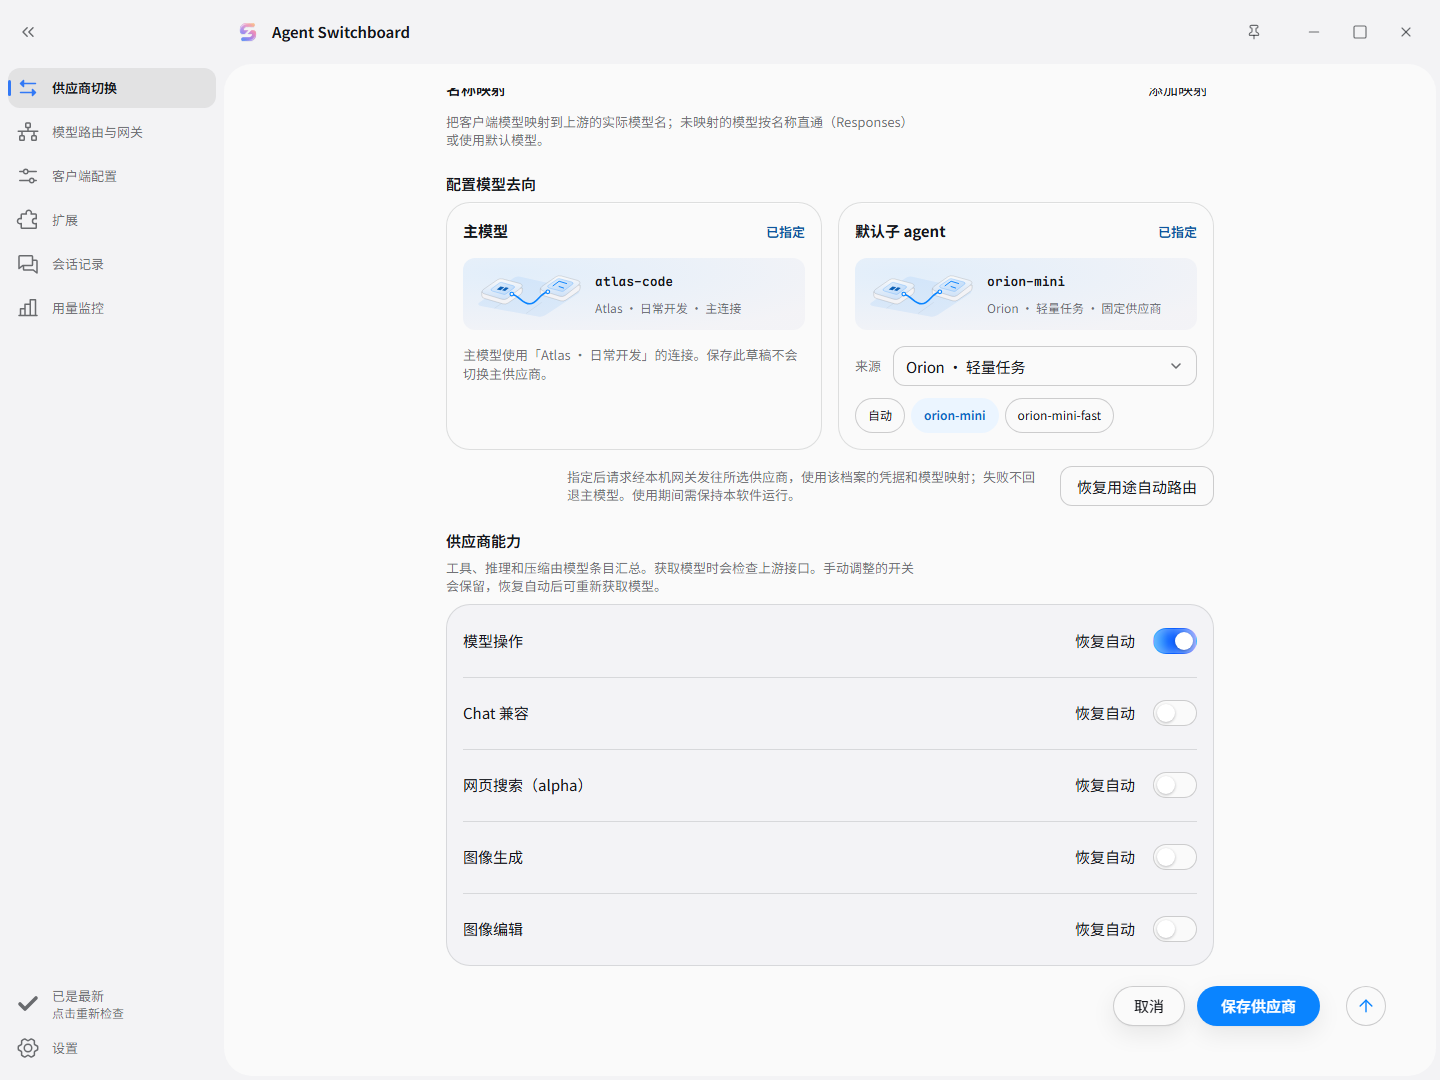 Agent Switchboard
供应商切换
模型路由与网关
客户端配置
扩展
会话记录
用量监控
已是最新
点击重新检查
设置
名称映射
添加映射
把客户端模型映射到上游的实际模型名；未映射的模型按名称直通（Responses）
或使用默认模型。
配置模型去向
主模型
已指定
atlas-code
Atlas · 日常开发 · 主连接
主模型使用「Atlas · 日常开发」的连接。保存此草稿不会
切换主供应商。
默认子 agent
已指定
orion-mini
Orion · 轻量任务 · 固定供应商
来源
Orion · 轻量任务
自动
orion-mini
orion-mini-fast
指定后请求经本机网关发往所选供应商，使用该档案的凭据和模型映射；失败不回
退主模型。使用期间需保持本软件运行。
恢复用途自动路由
供应商能力
工具、推理和压缩由模型条目汇总。获取模型时会检查上游接口。手动调整的开关
会保留，恢复自动后可重新获取模型。
模型操作
恢复自动
Chat 兼容
恢复自动
网页搜索（alpha）
恢复自动
图像生成
恢复自动
图像编辑
恢复自动
取消
保存供应商